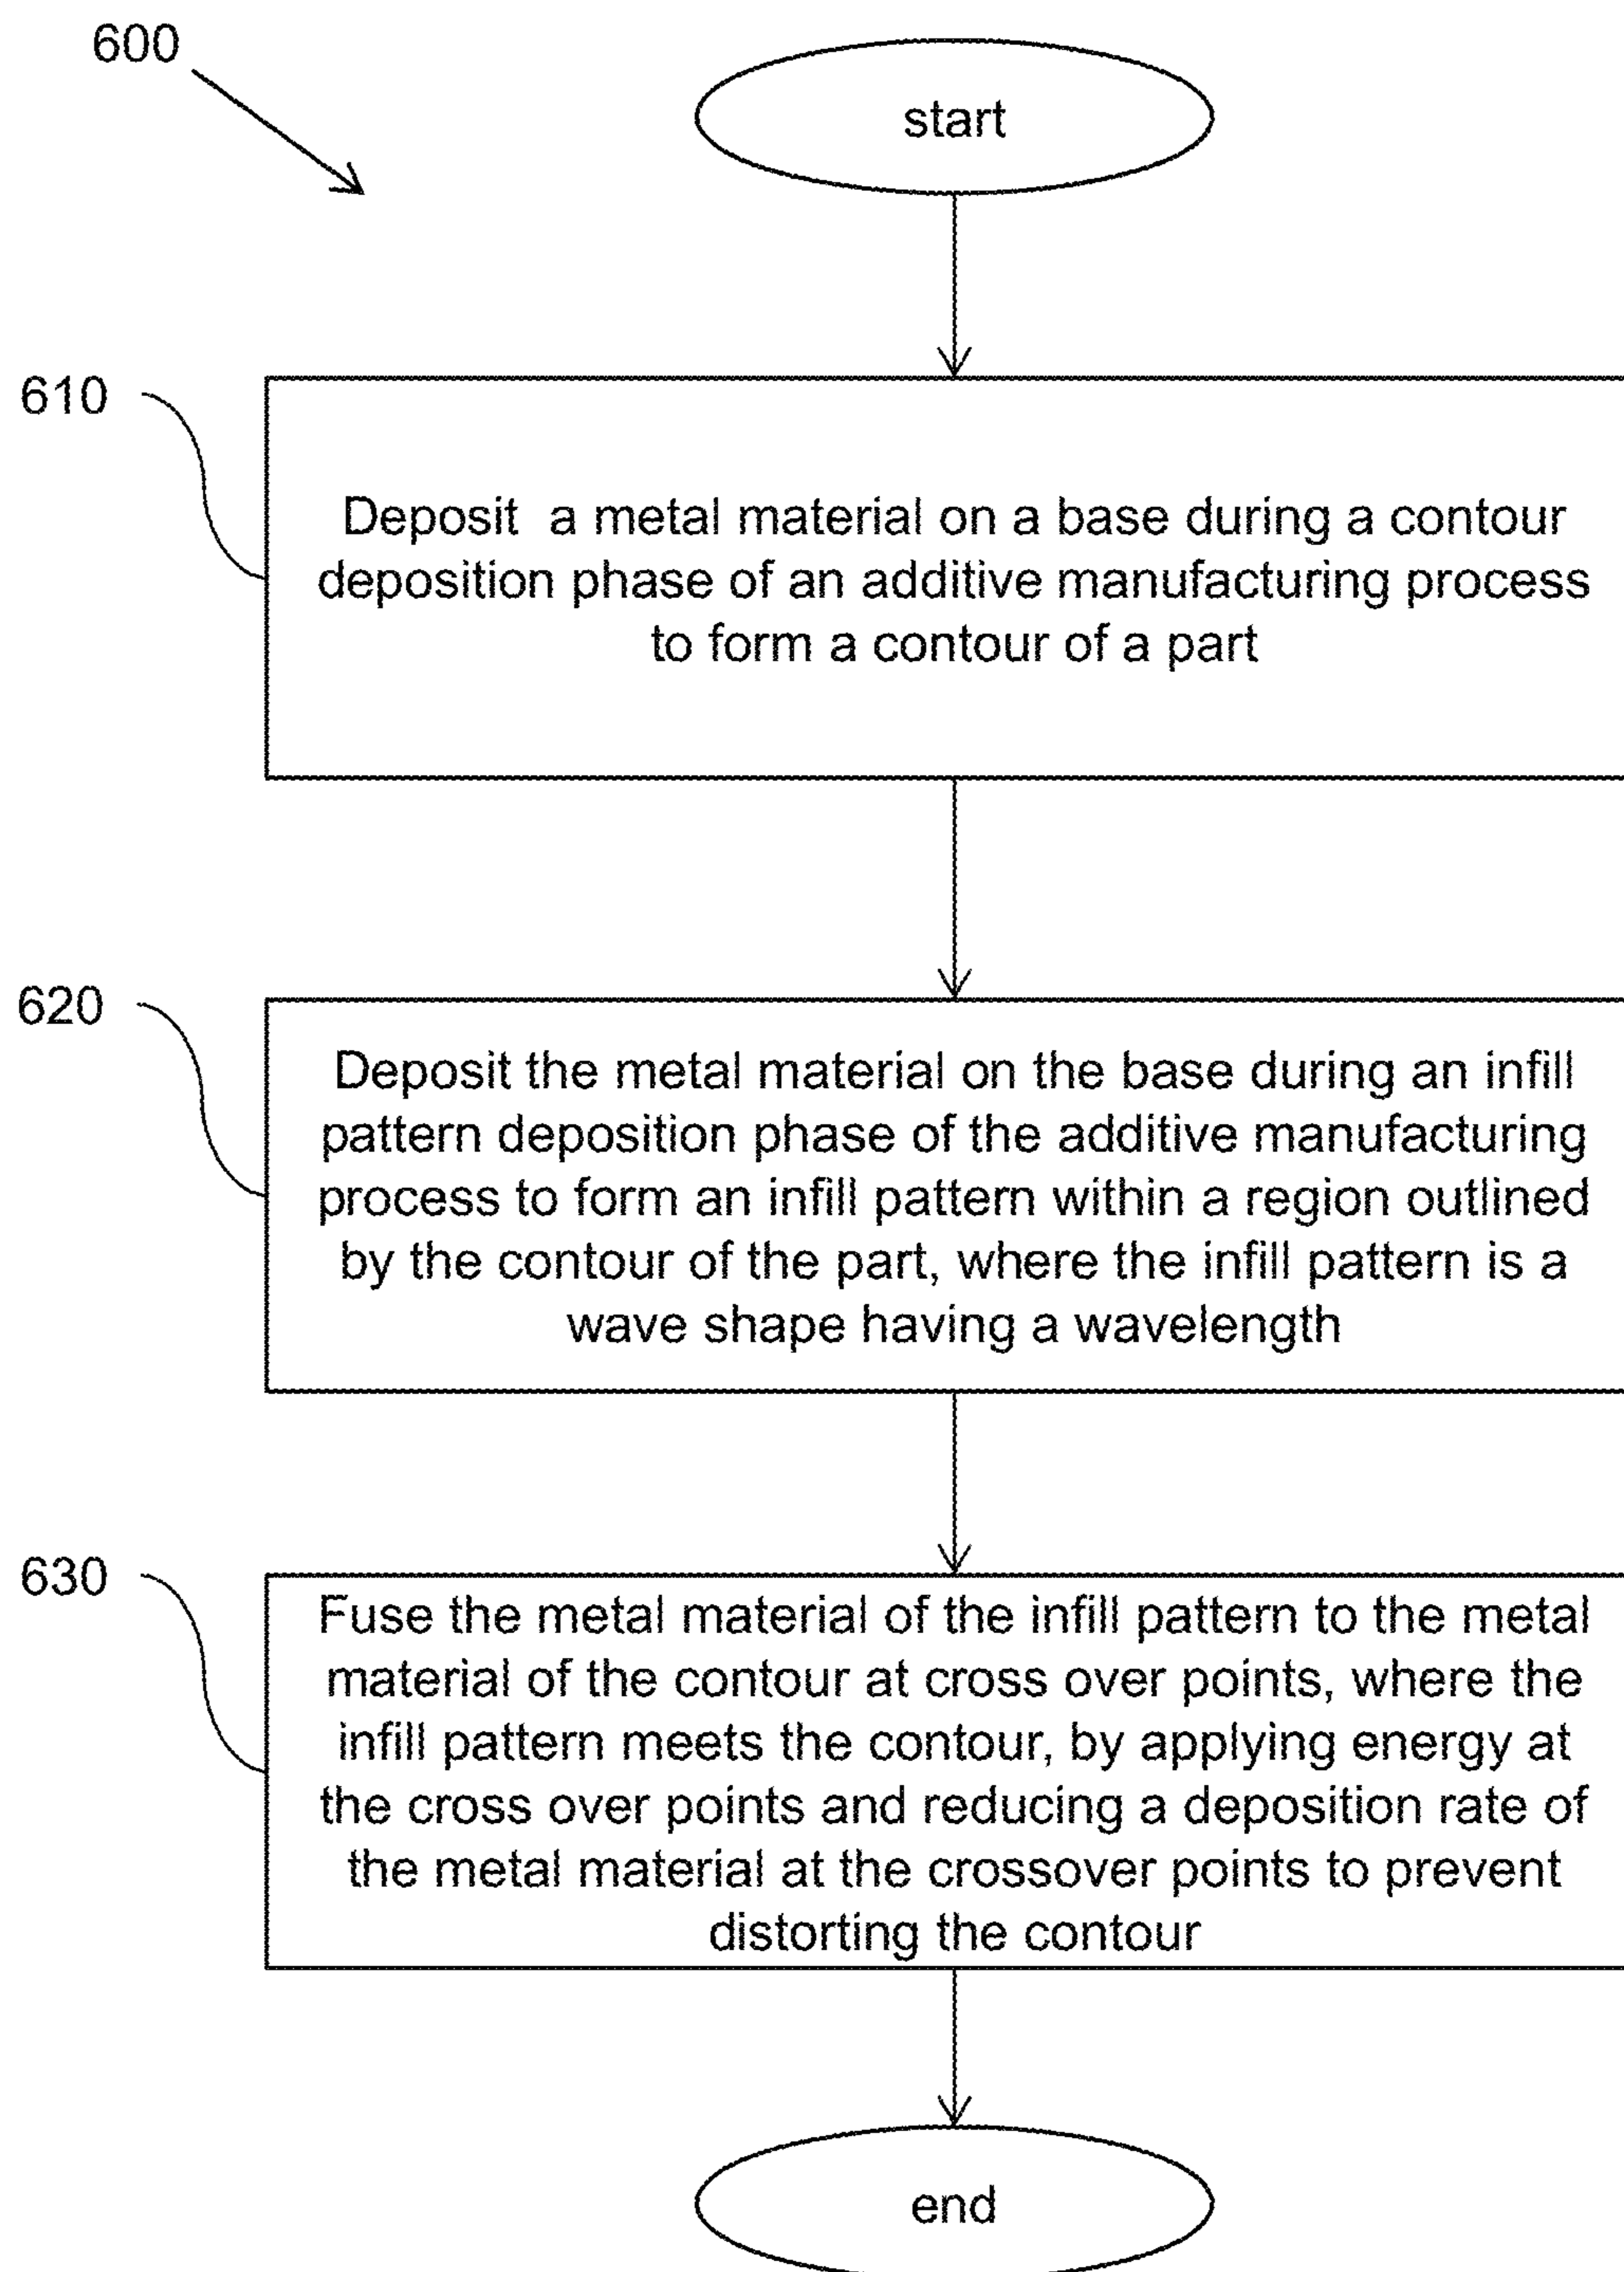 600
start
610
Deposit a metal material on a base during a contour
deposition phase of an additive manufacturing process
to form a contour of a part
620
Deposit the metal material on the base during an infill
pattern deposition phase of the additive manufacturing
process to form an infill pattern within a region outlined
by the contour of the part, where the infill pattern is a
wave shape having a wavelength
630
Fuse the metal material of the infill pattern to the metal
material of the contour at cross over points, where the
infill pattern meets the contour, by applying energy at
the cross over points and reducing a deposition rate of
the metal material at the crossover points to prevent
distorting the contour
end